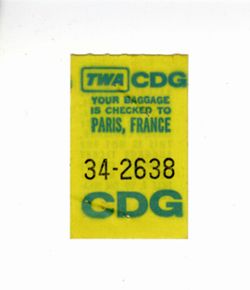 TWA CDG
YOUR BAGGAGE
IS CHECKED TO
PARIS, FRANCE
34-2638
CDG